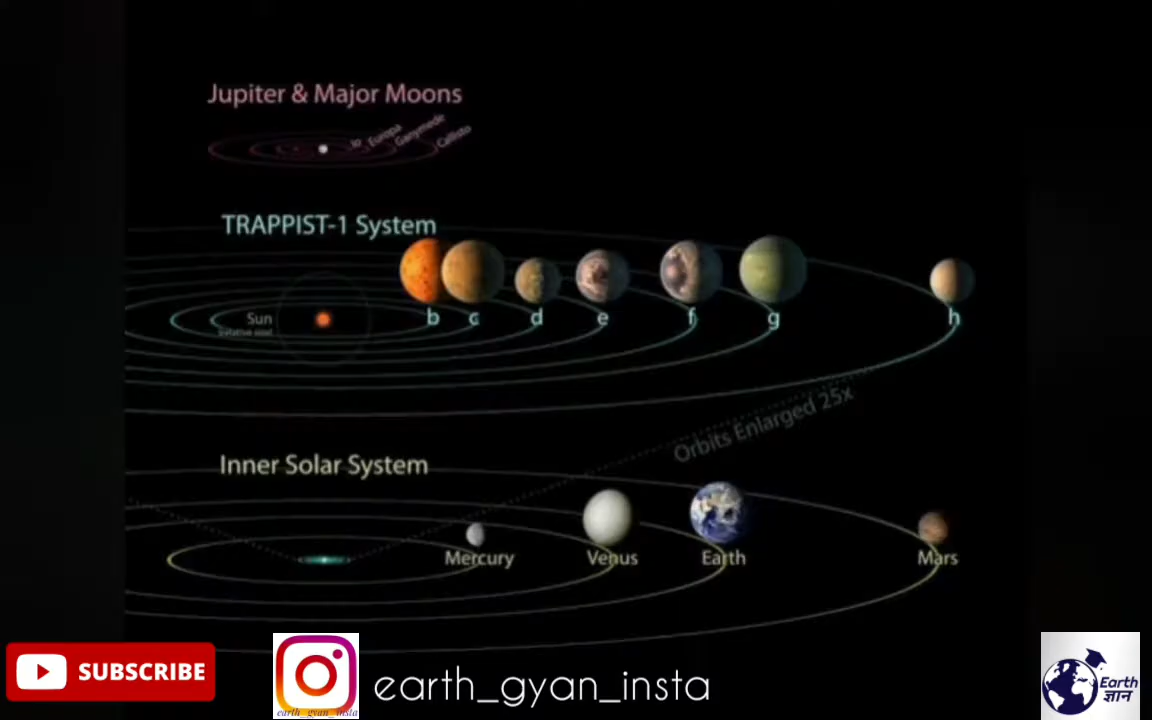 Jupiter & Major Moons
Io Europa Ganymede Callisto
TRAPPIST-1 System
Sun
b c d e f g h
Orbits Enlarged 25x
Inner Solar System
Mercury Venus Earth Mars
SUBSCRIBE
earth_gyan_insta
earth_gyan_insta
Earth
ज्ञान